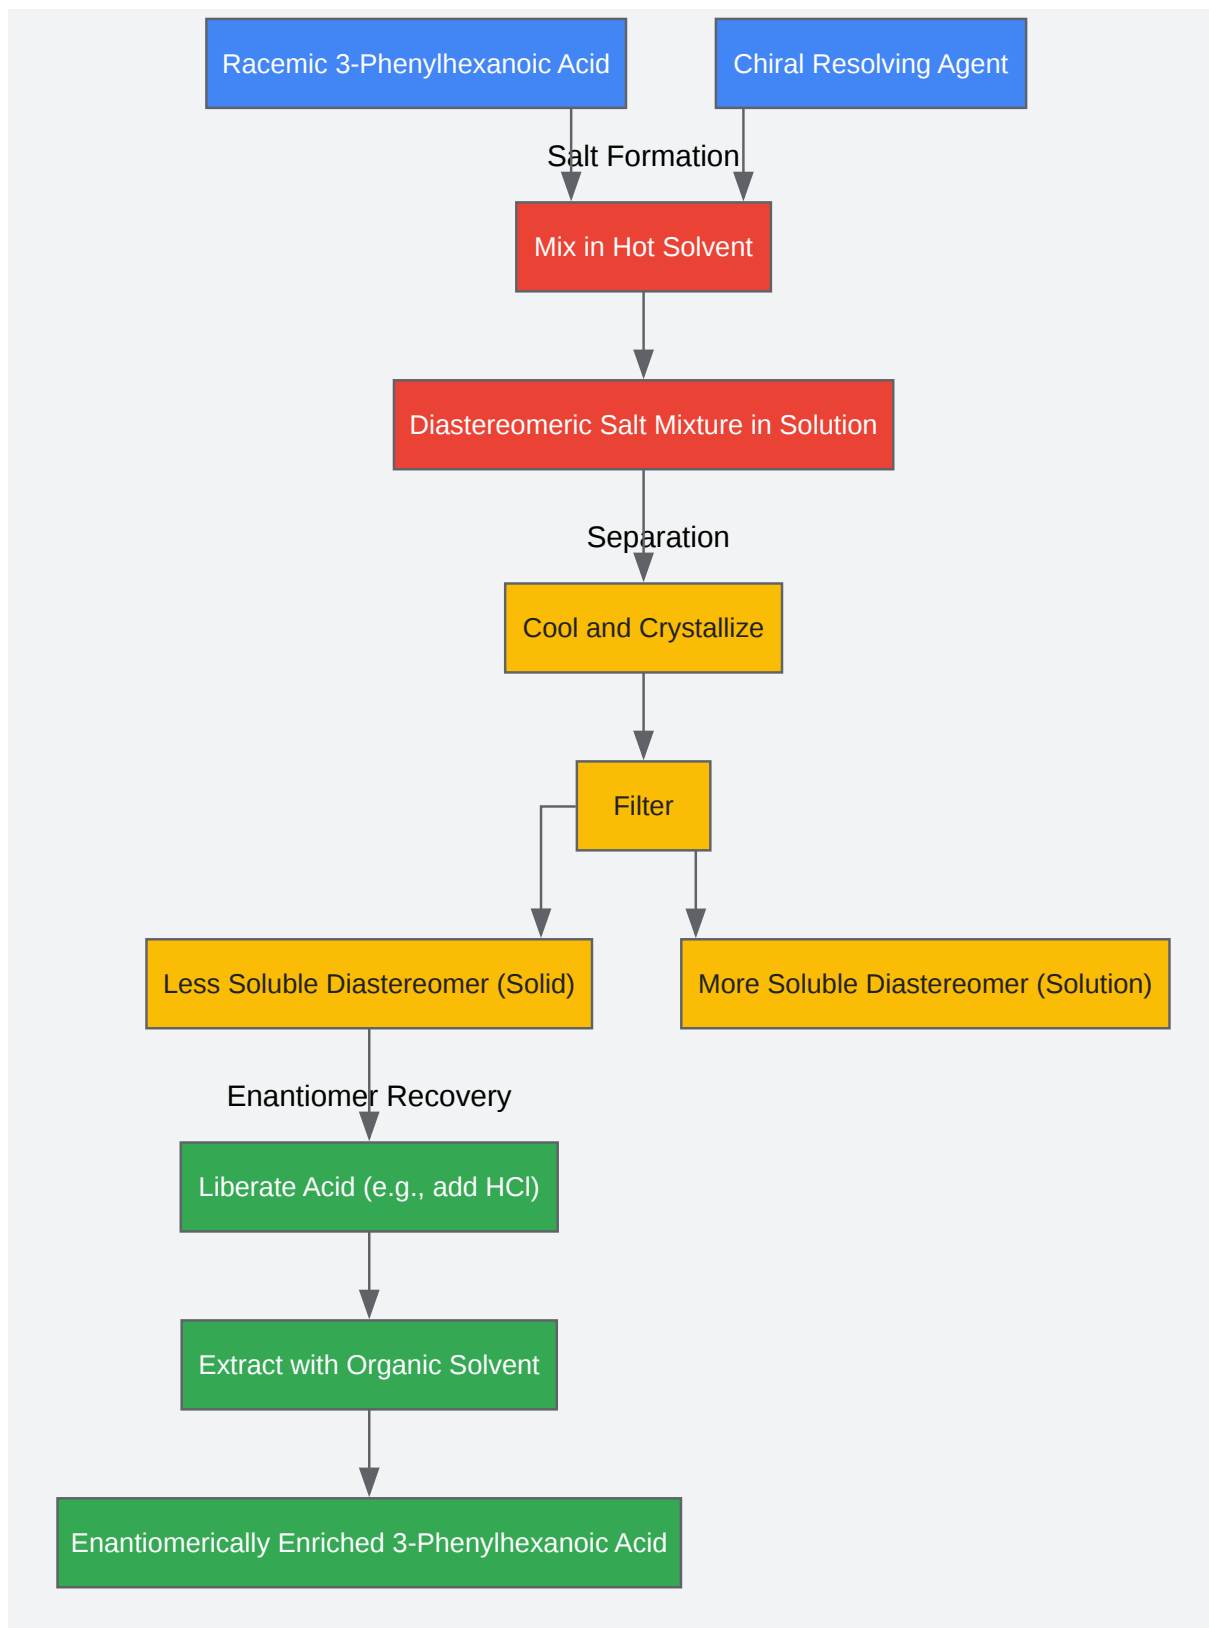 Racemic 3-Phenylhexanoic Acid
Chiral Resolving Agent
Salt Formation
Mix in Hot Solvent
Diastereomeric Salt Mixture in Solution
Separation
Cool and Crystallize
Filter
Less Soluble Diastereomer (Solid)
More Soluble Diastereomer (Solution)
Enantiomer Recovery
Liberate Acid (e.g., add HCl)
Extract with Organic Solvent
Enantiomerically Enriched 3-Phenylhexanoic Acid